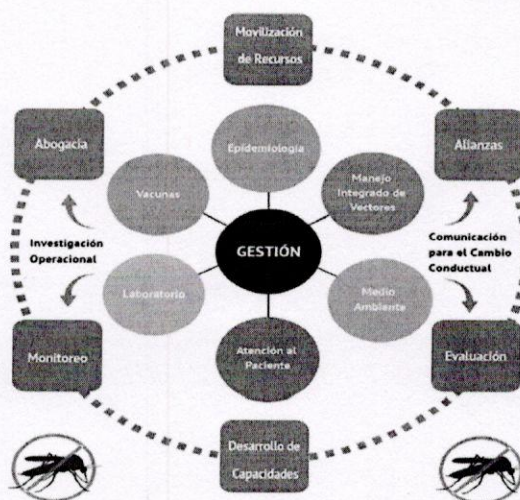 Movilización
de Recursos
Abogacía
Epidemiología
Alianzas
Vacunas
Manejo
Integrado de
Vectores
Investigación
Operacional
GESTIÓN
Comunicación
para el Cambio
Conductual
Laboratorio
Medio
Ambiente
Monitoreo
Atención al
Paciente
Evaluación
Desarrollo de
Capacidades